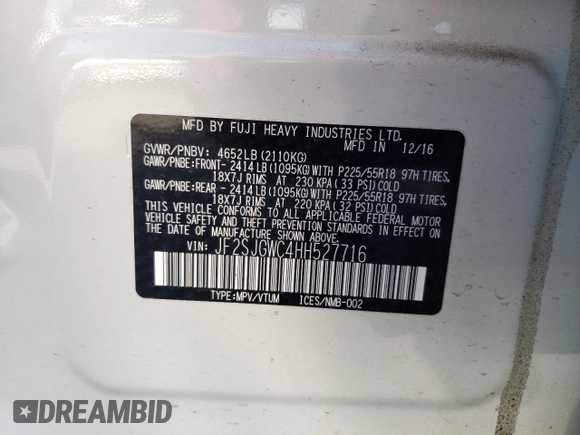 MFD BY FUJI HEAVY INDUSTRIES LTD.
MFD IN 12/16
GVWR/PNBV: 4652LB (2110KG)
GAWR/PNBE:FRONT- 2414LB(1095KG)WITH P225/55R18 97H TIRES,
18X7J RIMS AT 230 KPA (33 PSI)COLD
GAWR/PNBE:REAR - 2414LB(1095KG)WITH P225/55R18 97H TIRES,
18X7J RIMS AT 220 KPA (32 PSI)COLD
THIS VEHICLE CONFORMS TO ALL APPLICABLE FEDERAL MOTOR
VEHICLE SAFETY AND THEFT PREVENTION STANDARDS IN EFFECT ON
THE DATE OF MANUFACTURE SHOWN ABOVE.
VIN: JF2SJGWC4HH527716
TYPE:MPV/VTUM ICES/NMB-002
DREAMBID